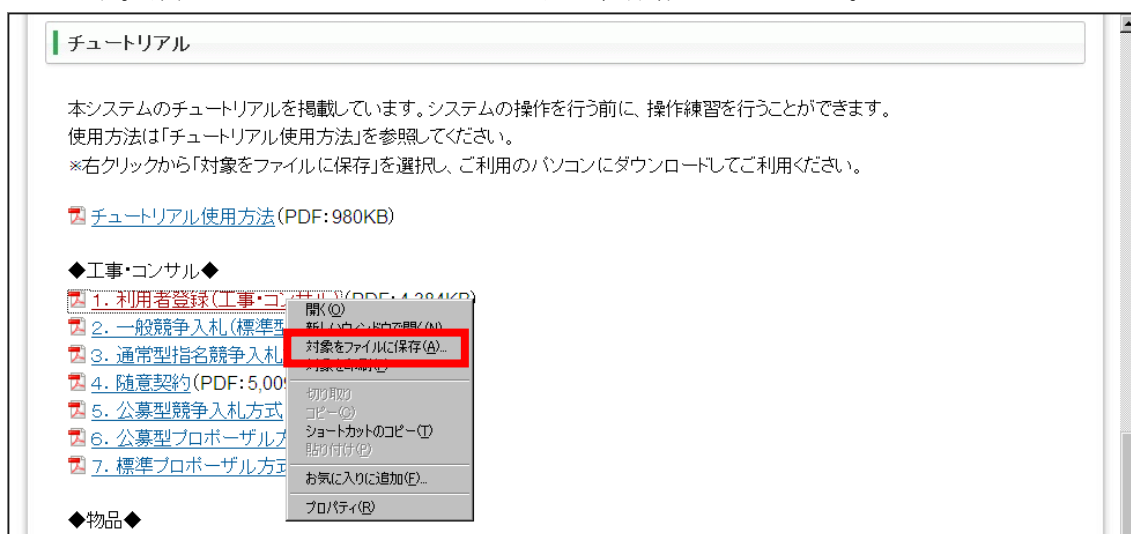 チュートリアル
本システムのチュートリアルを掲載しています。システムの操作を行う前に、操作練習を行うことができます。
使用方法は「チュートリアル使用方法」を参照してください。
※右クリックから「対象をファイルに保存」を選択し、ご利用のパソコンにダウンロードしてご利用ください。
チュートリアル使用方法(PDF:980KB)
◆工事・コンサル◆
1. 利用者登録(工事・コンサル)(PDF:4,284KB)
2. 一般競争入札(標準型
3. 通常型指名競争入札
4. 随意契約(PDF:5,009
5. 公募型競争入札方式
6. 公募型プロポーザル方
7. 標準プロポーザル方式
開く(O)
新しいウィンドウで開く(N)
対象をファイルに保存(A)...
対象を印刷(P)
切り取り
コピー(C)
ショートカットのコピー(T)
貼り付け(P)
お気に入りに追加(F)...
プロパティ(R)
◆物品◆